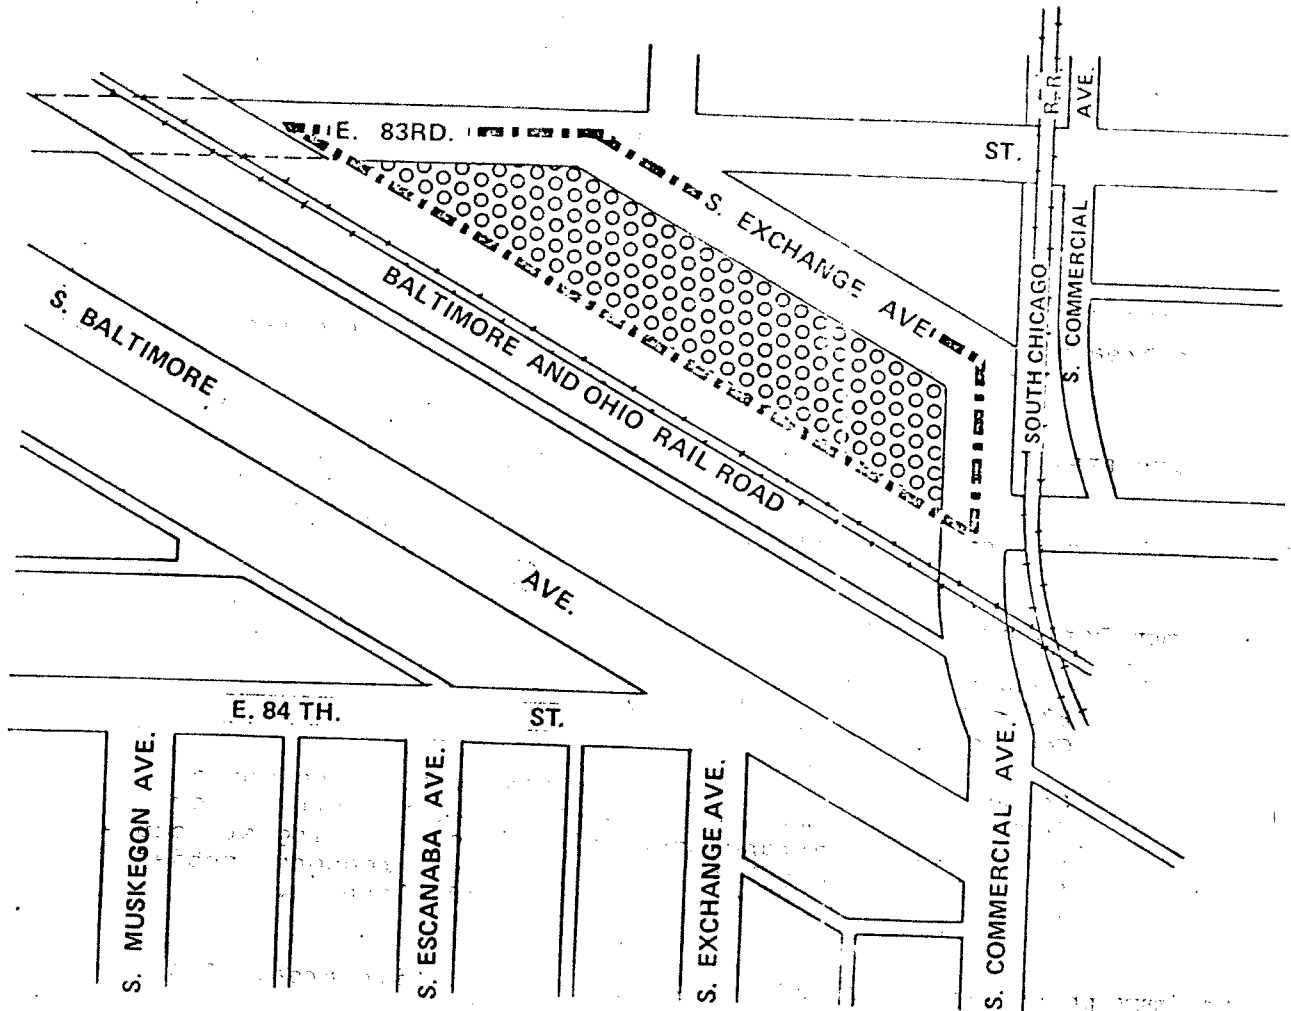 E. 83RD.
ST.
R.R.
AVE.
S. EXCHANGE AVE.
SOUTH CHICAGO
S. COMMERCIAL
S. BALTIMORE
AVE.
BALTIMORE AND OHIO RAIL ROAD
E. 84 TH.
ST.
S. MUSKEGON AVE.
S. ESCANABA AVE.
S. EXCHANGE AVE.
S. COMMERCIAL AVE.